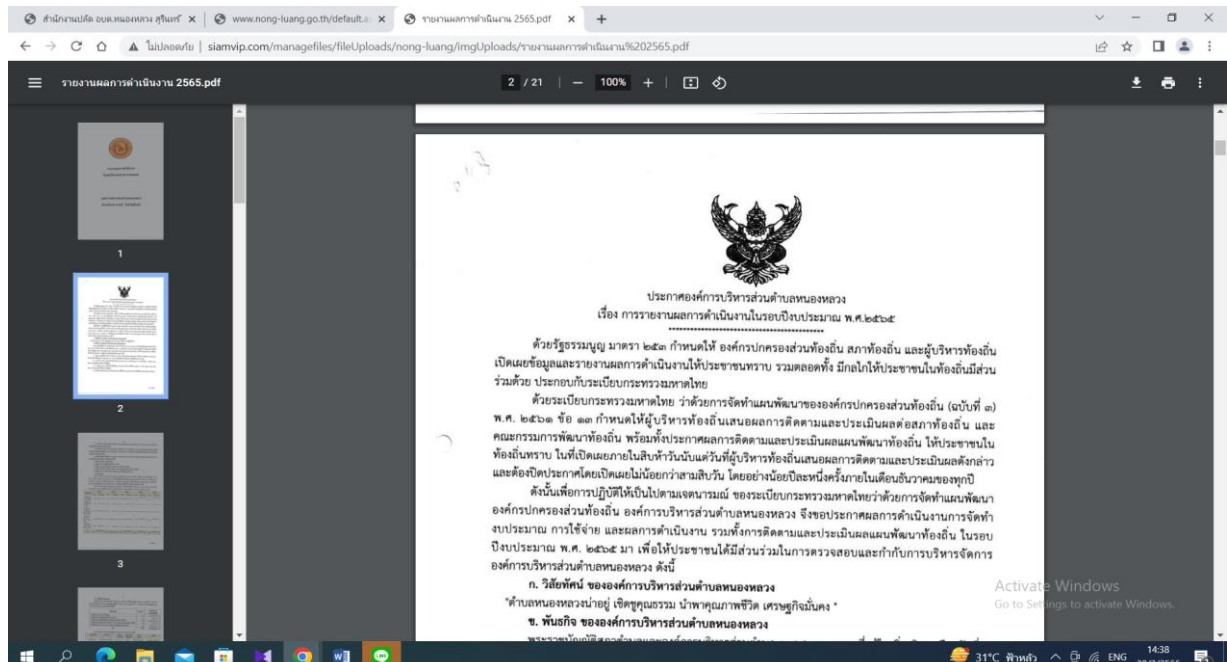 สำนักงานปลัด อบต.หนองหลวง สุรินทร์
www.nong-luang.go.th/default.a
รายงานผลการดำเนินงาน 2565.pdf
ไม่ปลอดภัย | siamvip.com/managefiles/fileUploads/nong-luang/imgUploads/รายงานผลการดำเนินงาน%202565.pdf
รายงานผลการดำเนินงาน 2565.pdf
2 / 21
100%
ประกาศองค์การบริหารส่วนตำบลหนองหลวง
เรื่อง การรายงานผลการดำเนินงานในรอบปีงบประมาณ พ.ศ.๒๕๖๕
ด้วยรัฐธรรมนูญ มาตรา ๒๕๓ กำหนดให้ องค์กรปกครองส่วนท้องถิ่น สภาท้องถิ่น และผู้บริหารท้องถิ่น
เปิดเผยข้อมูลและรายงานผลการดำเนินงานให้ประชาชนทราบ รวมตลอดทั้ง มีกลไกให้ประชาชนในท้องถิ่นมีส่วน
ร่วมด้วย ประกอบกับระเบียบกระทรวงมหาดไทย
ด้วยระเบียบกระทรวงมหาดไทย ว่าด้วยการจัดทำแผนพัฒนาขององค์กรปกครองส่วนท้องถิ่น (ฉบับที่ ๓)
พ.ศ. ๒๕๖๑ ข้อ ๑๓ กำหนดให้ผู้บริหารท้องถิ่นเสนอผลการติดตามและประเมินผลต่อสภาท้องถิ่น และ
คณะกรรมการพัฒนาท้องถิ่น พร้อมทั้งประกาศผลการติดตามและประเมินผลแผนพัฒนาท้องถิ่น ให้ประชาชนใน
ท้องถิ่นทราบ ในที่เปิดเผยภายในสิบห้าวันนับแต่วันที่ผู้บริหารท้องถิ่นเสนอผลการติดตามและประเมินผลดังกล่าว
และต้องปิดประกาศโดยเปิดเผยไม่น้อยกว่าสามสิบวัน โดยอย่างน้อยปีละหนึ่งครั้งภายในเดือนธันวาคมของทุกปี
ดังนั้นเพื่อการปฏิบัติให้เป็นไปตามเจตนารมณ์ ของระเบียบกระทรวงมหาดไทยว่าด้วยการจัดทำแผนพัฒนา
องค์กรปกครองส่วนท้องถิ่น องค์การบริหารส่วนตำบลหนองหลวง จึงขอประกาศผลการดำเนินงานการจัดทำ
งบประมาณ การใช้จ่าย และผลการดำเนินงาน รวมทั้งการติดตามและประเมินผลแผนพัฒนาท้องถิ่น ในรอบ
ปีงบประมาณ พ.ศ. ๒๕๖๕ มา เพื่อให้ประชาชนได้มีส่วนร่วมในการตรวจสอบและกำกับการบริหารจัดการ
องค์การบริหารส่วนตำบลหนองหลวง ดังนี้
ก. วิสัยทัศน์ ขององค์การบริหารส่วนตำบลหนองหลวง
"ตำบลหนองหลวงน่าอยู่ เชิดชูคุณธรรม นำพาคุณภาพชีวิต เศรษฐกิจมั่นคง "
ข. พันธกิจ ขององค์การบริหารส่วนตำบลหนองหลวง
1
2
3
Activate Windows
Go to Settings to activate Windows.
31°C ฟ้าหลัว
ENG
14:38